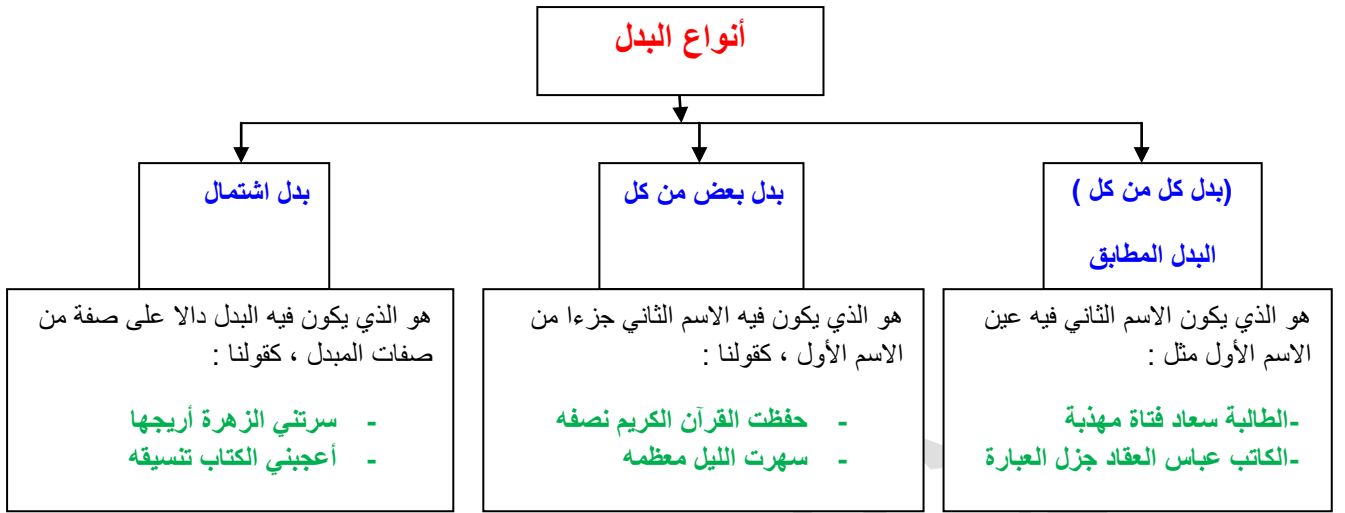 أنواع البدل
(بدل كل من كل )
البدل المطابق
هو الذي يكون الاسم الثاني فيه عين
الاسم الأول مثل :
-الطالبة سعاد فتاة مهذبة
-الكاتب عباس العقاد جزل العبارة
بدل بعض من كل
هو الذي يكون فيه الاسم الثاني جزءا من
الاسم الأول ، كقولنا :
- حفظت القرآن الكريم نصفه
- سهرت الليل معظمه
بدل اشتمال
هو الذي يكون فيه البدل دالا على صفة من
صفات المبدل ، كقولنا :
- سرتني الزهرة أريجها
- أعجبني الكتاب تنسيقه